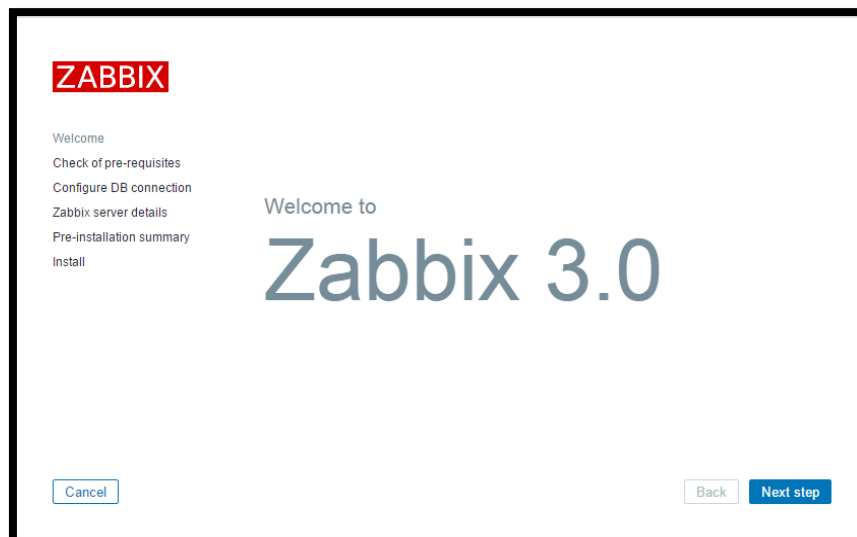 ZABBIX
Welcome
Check of pre-requisites
Configure DB connection
Zabbix server details
Pre-installation summary
Install
Welcome to
Zabbix 3.0
Cancel
Back
Next step